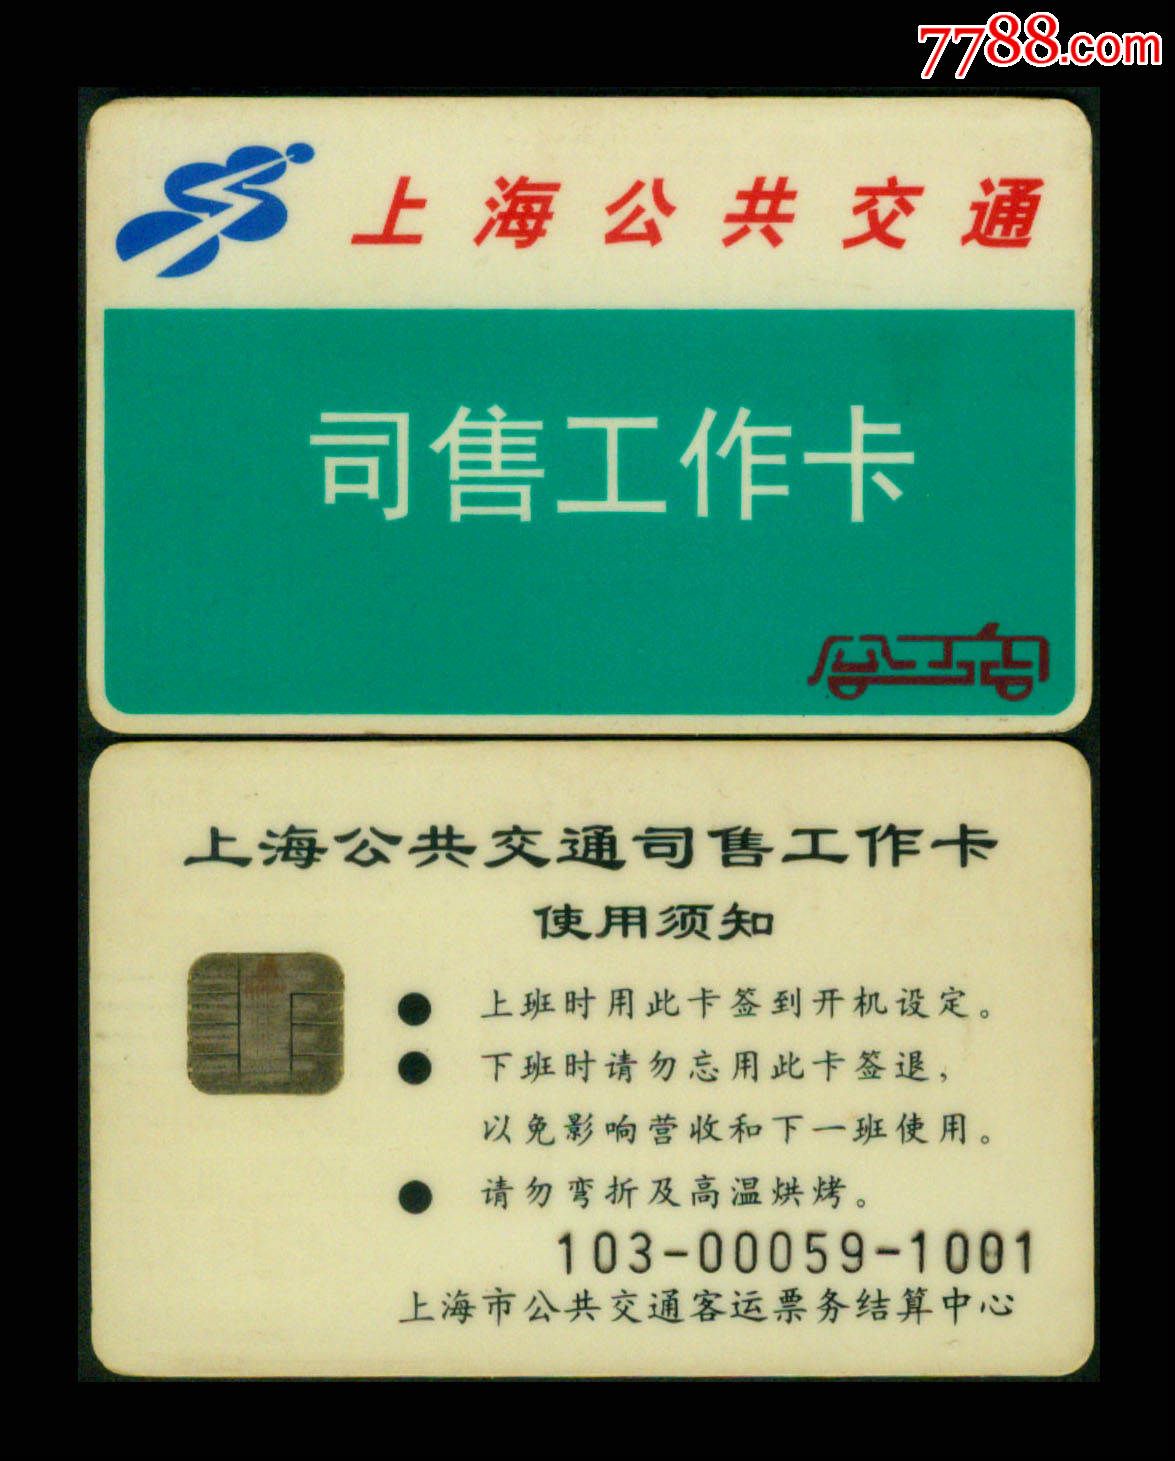 7788.com
上海公共交通
司售工作卡
上海公共交通司售工作卡
使用须知
● 上班时用此卡签到开机设定。
● 下班时请勿忘用此卡签退，
以免影响营收和下一班使用。
● 请勿弯折及高温烘烤。
103-00059-1001
上海市公共交通客运票务结算中心